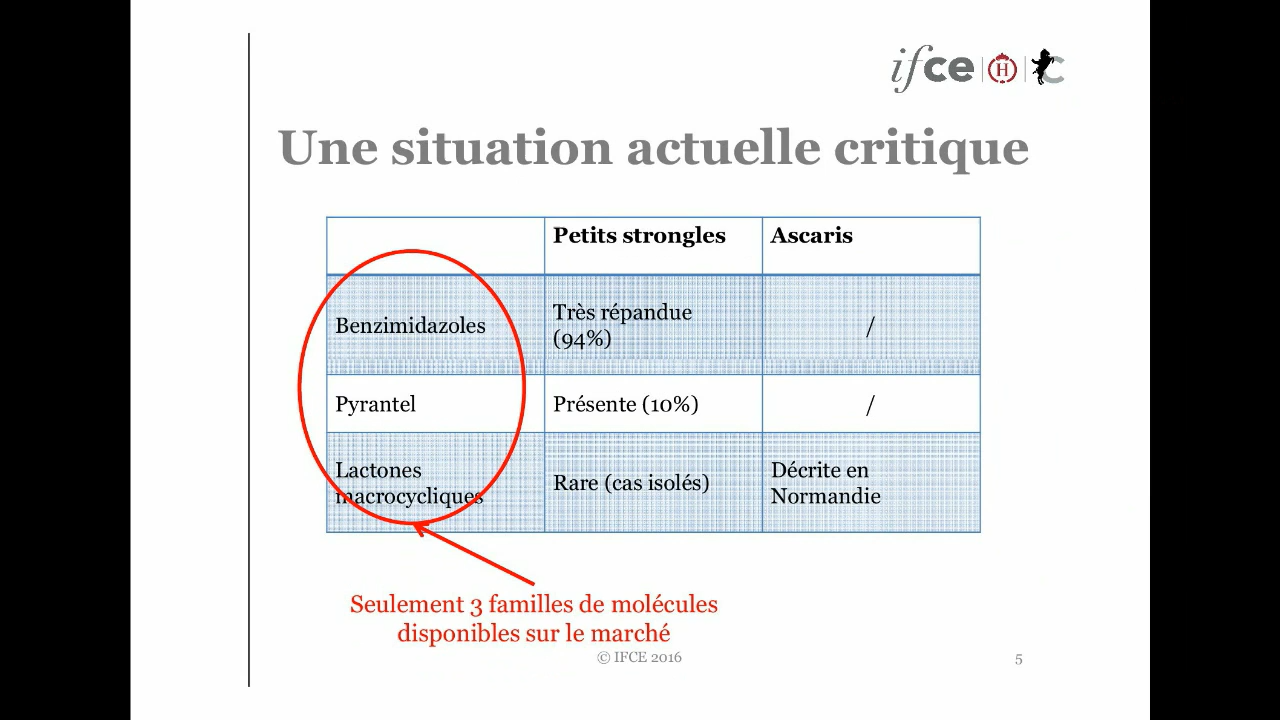 ifce H C
Une situation actuelle critique
Petits strongles Ascaris
Benzimidazoles Très répandue (94%) /
Pyrantel Présente (10%) /
Lactones macrocycliques Rare (cas isolés) Décrite en Normandie
Seulement 3 familles de molécules
disponibles sur le marché
© IFCE 2016 5